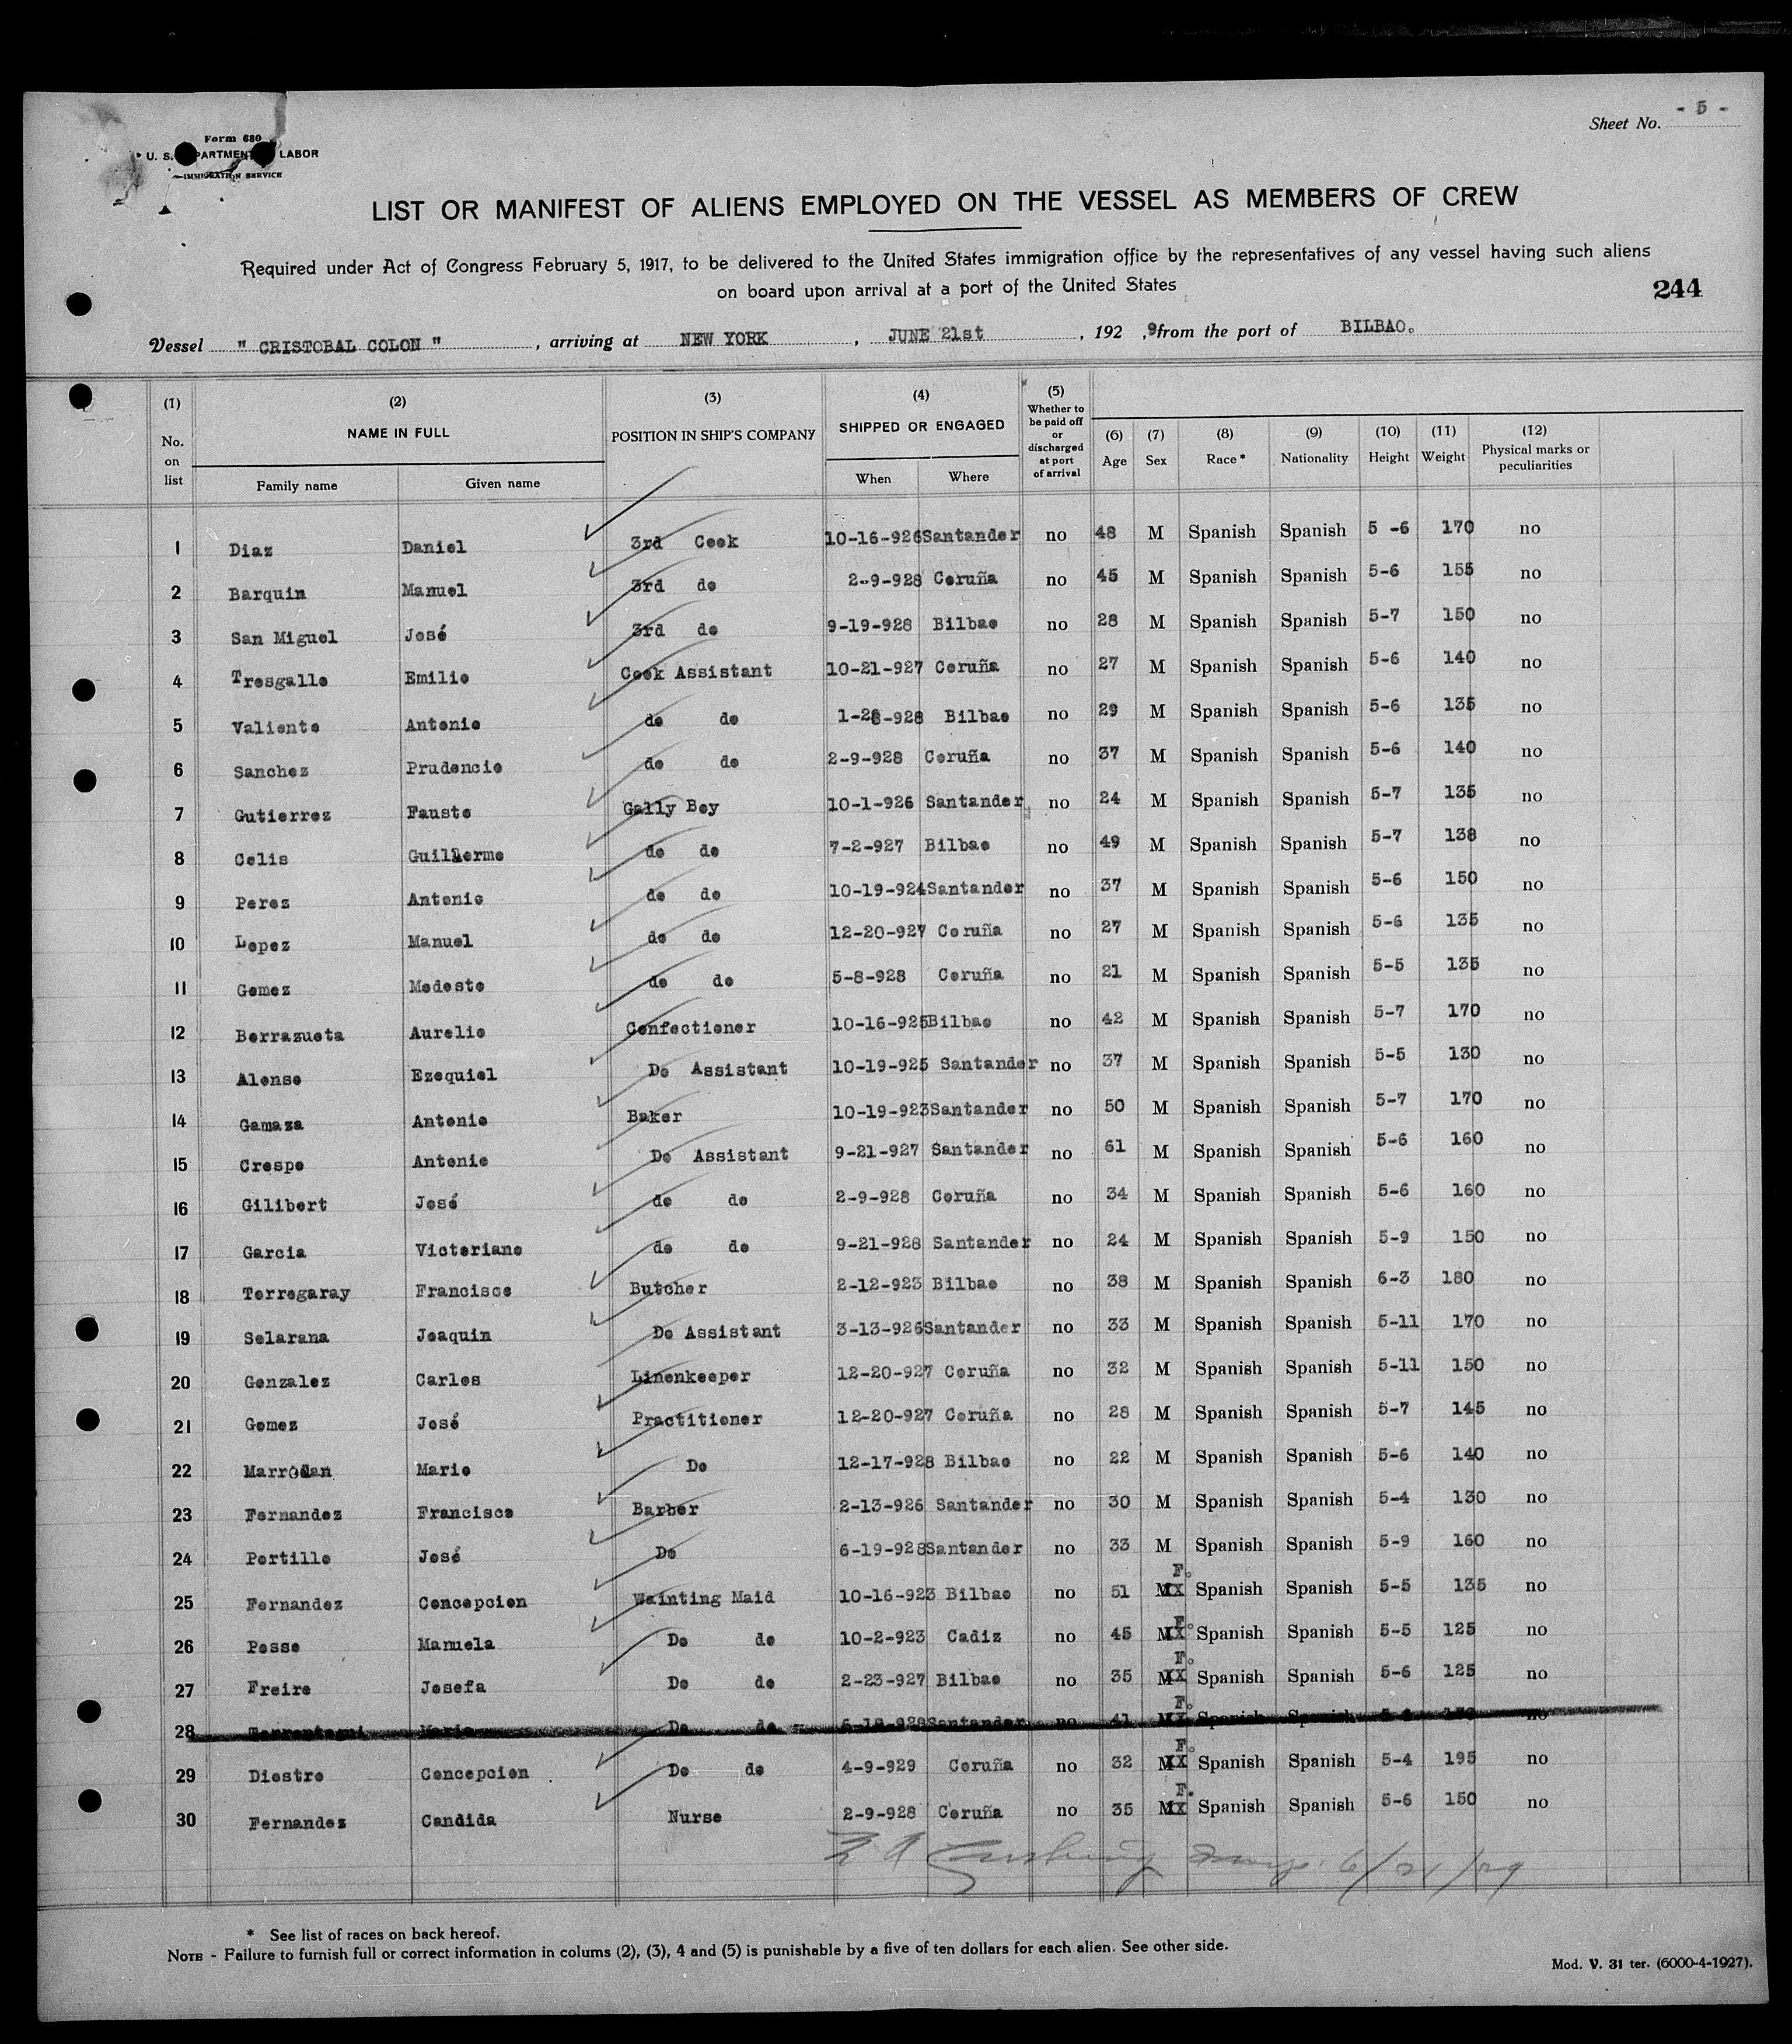 Sheet No. - 5 -
Form 680
U. S. DEPARTMENT LABOR
IMMIGRATION SERVICE
LIST OR MANIFEST OF ALIENS EMPLOYED ON THE VESSEL AS MEMBERS OF CREW
Required under Act of Congress February 5, 1917, to be delivered to the United States immigration office by the representatives of any vessel having such aliens
on board upon arrival at a port of the United States
244
Vessel " CRISTOBAL COLON " , arriving at NEW YORK , JUNE 21st , 192 ,9 from the port of BILBAO.
(1) No. on list (2) NAME IN FULL Family name Given name (3) POSITION IN SHIP'S COMPANY (4) SHIPPED OR ENGAGED When Where (5) Whether to be paid off or discharged at port of arrival (6) Age (7) Sex (8) Race* (9) Nationality (10) Height (11) Weight (12) Physical marks or peculiarities
1 Diaz Daniel 3rd Cook 10-16-926 Santander no 48 M Spanish Spanish 5 -6 170 no
2 Barquin Manuel 3rd do 2-9-928 Coruña no 45 M Spanish Spanish 5-6 155 no
3 San Miguel José 3rd do 9-19-928 Bilbao no 28 M Spanish Spanish 5-7 150 no
4 Tresgallo Emilio Cook Assistant 10-21-927 Coruña no 27 M Spanish Spanish 5-6 140 no
5 Valiente Antonio do do 1-28-928 Bilbao no 29 M Spanish Spanish 5-6 135 no
6 Sanchez Prudencio do do 2-9-928 Coruña no 37 M Spanish Spanish 5-6 140 no
7 Gutierrez Fausto Gally Boy 10-1-926 Santander no 24 M Spanish Spanish 5-7 135 no
8 Celis Guillermo do do 7-2-927 Bilbao no 49 M Spanish Spanish 5-7 138 no
9 Perez Antonio do do 10-19-924 Santander no 37 M Spanish Spanish 5-6 150 no
10 Lopez Manuel do do 12-20-927 Coruña no 27 M Spanish Spanish 5-6 135 no
11 Gomez Modesto do do 5-8-928 Coruña no 21 M Spanish Spanish 5-5 135 no
12 Berrazueta Aurelio Confectioner 10-16-925 Bilbao no 42 M Spanish Spanish 5-7 170 no
13 Alonso Ezequiel Do Assistant 10-19-925 Santander no 37 M Spanish Spanish 5-5 130 no
14 Gamaza Antonio Baker 10-19-923 Santander no 50 M Spanish Spanish 5-7 170 no
15 Crespo Antonio Do Assistant 9-21-927 Santander no 61 M Spanish Spanish 5-6 160 no
16 Gilibert José do do 2-9-928 Coruña no 34 M Spanish Spanish 5-6 160 no
17 Garcia Victoriano do do 9-21-928 Santander no 24 M Spanish Spanish 5-9 150 no
18 Torregaray Francisco Butcher 2-12-923 Bilbao no 38 M Spanish Spanish 6-3 180 no
19 Solarana Joaquin Do Assistant 3-13-926 Santander no 33 M Spanish Spanish 5-11 170 no
20 Gonzalez Carlos Linenkeeper 12-20-927 Coruña no 32 M Spanish Spanish 5-11 150 no
21 Gomez José Practitioner 12-20-927 Coruña no 28 M Spanish Spanish 5-7 145 no
22 Marrodan Mario Do 12-17-928 Bilbao no 22 M Spanish Spanish 5-6 140 no
23 Fernandez Francisco Barber 2-13-926 Santander no 30 M Spanish Spanish 5-4 130 no
24 Portillo José Do 6-19-928 Santander no 33 M Spanish Spanish 5-9 160 no
25 Fernandez Concepcion Wainting Maid 10-16-923 Bilbao no 51 F. Spanish Spanish 5-5 135 no
26 Posse Manuela Do do 10-2-923 Cadiz no 45 F. Spanish Spanish 5-5 125 no
27 Freire Josefa Do do 2-23-927 Bilbao no 35 F. Spanish Spanish 5-6 125 no
28 Maria Do do Santander no 41 F. Spanish Spanish no
29 Diestro Concepcion Do do 4-9-929 Coruña no 32 F. Spanish Spanish 5-4 195 no
30 Fernandez Candida Nurse 2-9-928 Coruña no 35 F. Spanish Spanish 5-6 150 no
6/21/29
* See list of races on back hereof.
NOTE - Failure to furnish full or correct information in colums (2), (3), 4 and (5) is punishable by a five of ten dollars for each alien. See other side.
Mod. V. 31 ter. (6000-4-1927).